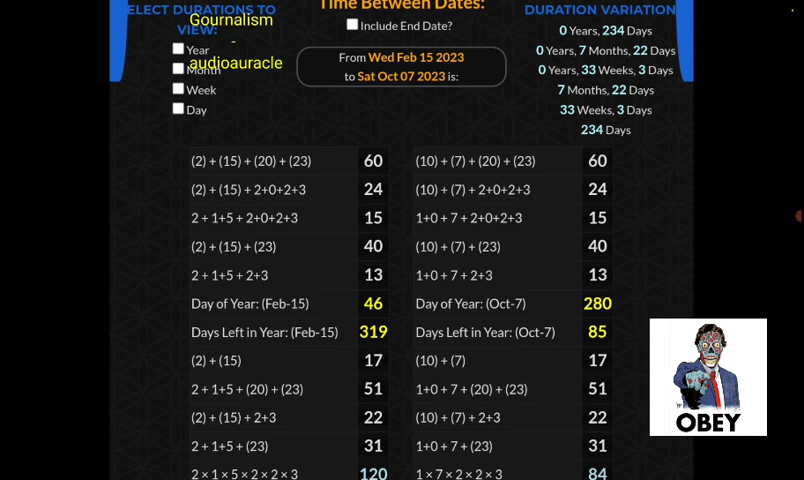 ELECT DURATIONS TO
VIEW:
Gournalism
-
audioauracle
Year
Month
Week
Day
Time Between Dates:
Include End Date?
From Wed Feb 15 2023
to Sat Oct 07 2023 is:
DURATION VARIATION
0 Years, 234 Days
0 Years, 7 Months, 22 Days
0 Years, 33 Weeks, 3 Days
7 Months, 22 Days
33 Weeks, 3 Days
234 Days
(2) + (15) + (20) + (23) 60 (10) + (7) + (20) + (23) 60
(2) + (15) + 2+0+2+3 24 (10) + (7) + 2+0+2+3 24
2 + 1+5 + 2+0+2+3 15 1+0 + 7 + 2+0+2+3 15
(2) + (15) + (23) 40 (10) + (7) + (23) 40
2 + 1+5 + 2+3 13 1+0 + 7 + 2+3 13
Day of Year: (Feb-15) 46 Day of Year: (Oct-7) 280
Days Left in Year: (Feb-15) 319 Days Left in Year: (Oct-7) 85
(2) + (15) 17 (10) + (7) 17
2 + 1+5 + (20) + (23) 51 1+0 + 7 + (20) + (23) 51
(2) + (15) + 2+3 22 (10) + (7) + 2+3 22
2 + 1+5 + (23) 31 1+0 + 7 + (23) 31
2 × 1 × 5 × 2 × 2 × 3 120 1 × 7 × 2 × 2 × 3 84
OBEY